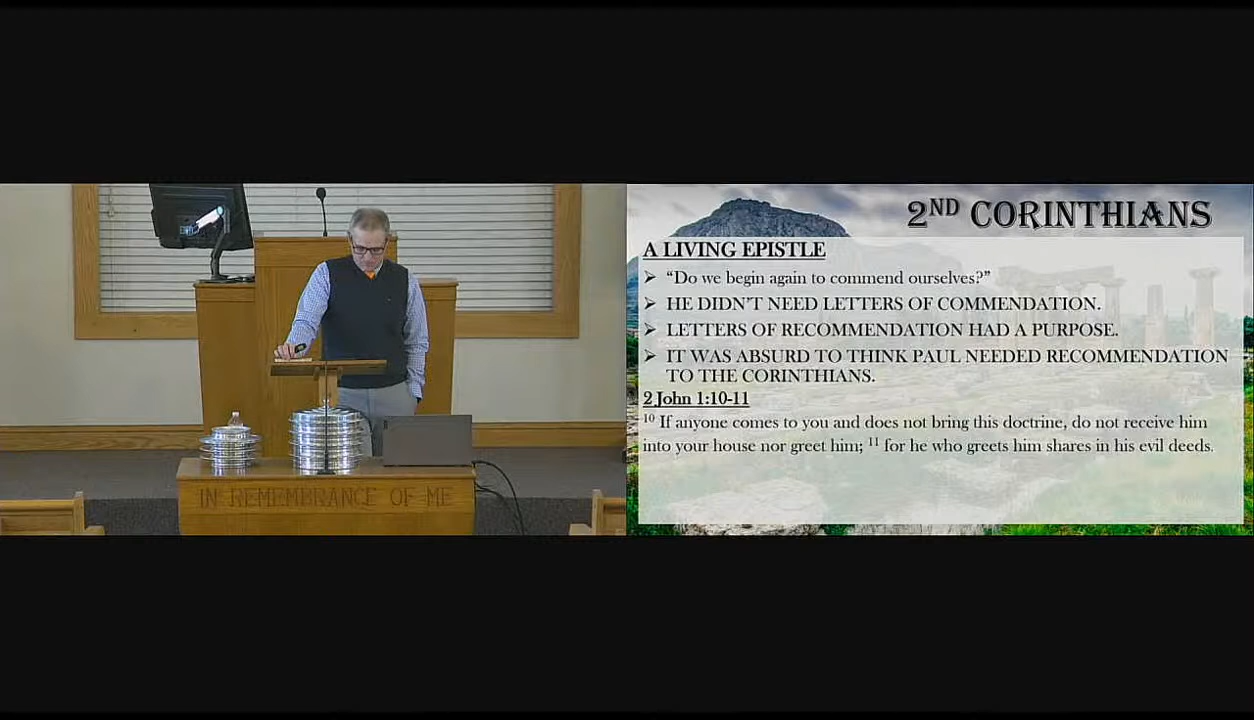 IN REMEMBRANCE OF ME
2ND CORINTHIANS
A LIVING EPISTLE
➢ “Do we begin again to commend ourselves?”
➢ HE DIDN’T NEED LETTERS OF COMMENDATION.
➢ LETTERS OF RECOMMENDATION HAD A PURPOSE.
➢ IT WAS ABSURD TO THINK PAUL NEEDED RECOMMENDATION
TO THE CORINTHIANS.
2 John 1:10-11
10 If anyone comes to you and does not bring this doctrine, do not receive him
into your house nor greet him; 11 for he who greets him shares in his evil deeds.